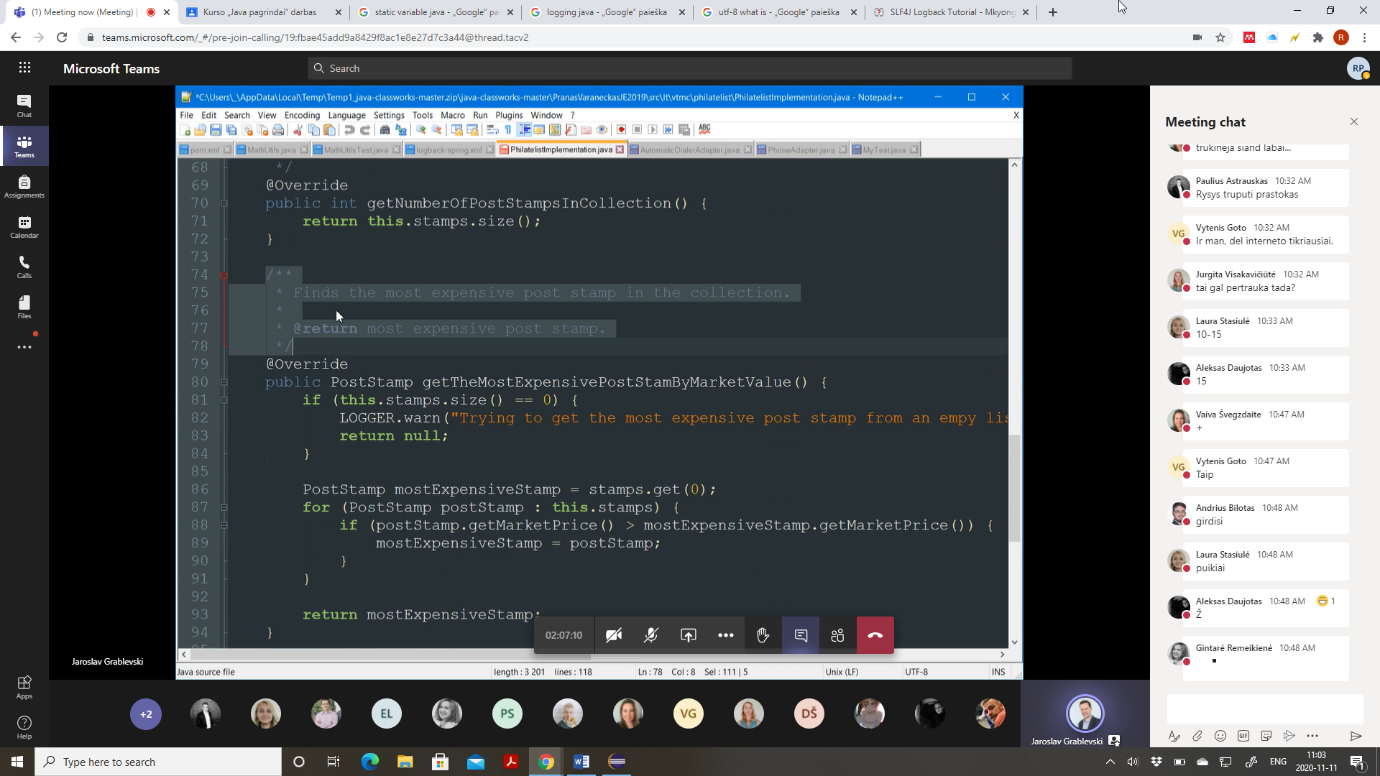 (1) Meeting now (Meeting) |
Kurso „Java pagrindai" darbas
static variable java - „Google" pai
logging java - „Google" paieška
utf-8 what is - „Google" paieška
SLF4J Logback Tutorial - Mkyong
teams.microsoft.com/_#/pre-join-calling/19:fbae45add9a8429f8ac1e8e27d7c3a44@thread.tacv2
R
Microsoft Teams
Search
RP
Chat
Teams
Assignments
Calendar
Calls
Files
Apps
Help
*C:\Users\_\AppData\Local\Temp\Temp1_java-classworks-master.zip\java-classworks-master\PranasVaraneckasJE2019\src\lt\vtmc\philatelist\PhilatelistImplementation.java - Notepad++
File Edit Search View Encoding Language Settings Tools Macro Run Plugins Window ? X
pom.xml MathUtils.java MathUtilsTest.java logback-spring.xml PhilatelistImplementation.java AutomaticDialerAdapter.java PhoneAdapter.java MyTest.java
68 */
69 @Override
70 public int getNumberOfPostStampsInCollection() {
71 return this.stamps.size();
72 }
73
74 /**
75 * Finds the most expensive post stamp in the collection.
76 *
77 * @return most expensive post stamp.
78 */
79 @Override
80 public PostStamp getTheMostExpensivePostStamByMarketValue() {
81 if (this.stamps.size() == 0) {
82 LOGGER.warn("Trying to get the most expensive post stamp from an empy lis
83 return null;
84 }
85
86 PostStamp mostExpensiveStamp = stamps.get(0);
87 for (PostStamp postStamp : this.stamps) {
88 if (postStamp.getMarketPrice() > mostExpensiveStamp.getMarketPrice()) {
89 mostExpensiveStamp = postStamp;
90 }
91 }
92
93 return mostExpensiveStamp;
94 }
02:07:10
Java source file length : 3 201 lines : 118 Ln : 78 Col : 8 Sel : 111 | 5 Unix (LF) UTF-8 INS
Jaroslav Grablevski
+2
EL
PS
VG
DŠ
Jaroslav Grablevski
Meeting chat
trukineja siand labai...
Paulius Astrauskas 10:32 AM
Rysys truputi prastokas
VG
Vytenis Goto 10:32 AM
Ir man. del interneto tikriausiai.
Jurgita Visakavičiūtė 10:32 AM
tai gal pertrauka tada?
Laura Stasiulė 10:33 AM
10-15
Aleksas Daujotas 10:33 AM
15
Vaiva Švegzdaite 10:47 AM
+
VG
Vytenis Goto 10:47 AM
Taip
Andrius Bilotas 10:48 AM
girdisi
Laura Stasiulė 10:48 AM
puikiai
Aleksas Daujotas 10:48 AM 1
Ž
Gintarė Remeikienė 10:48 AM
Type here to search
ENG
11:03
2020-11-11